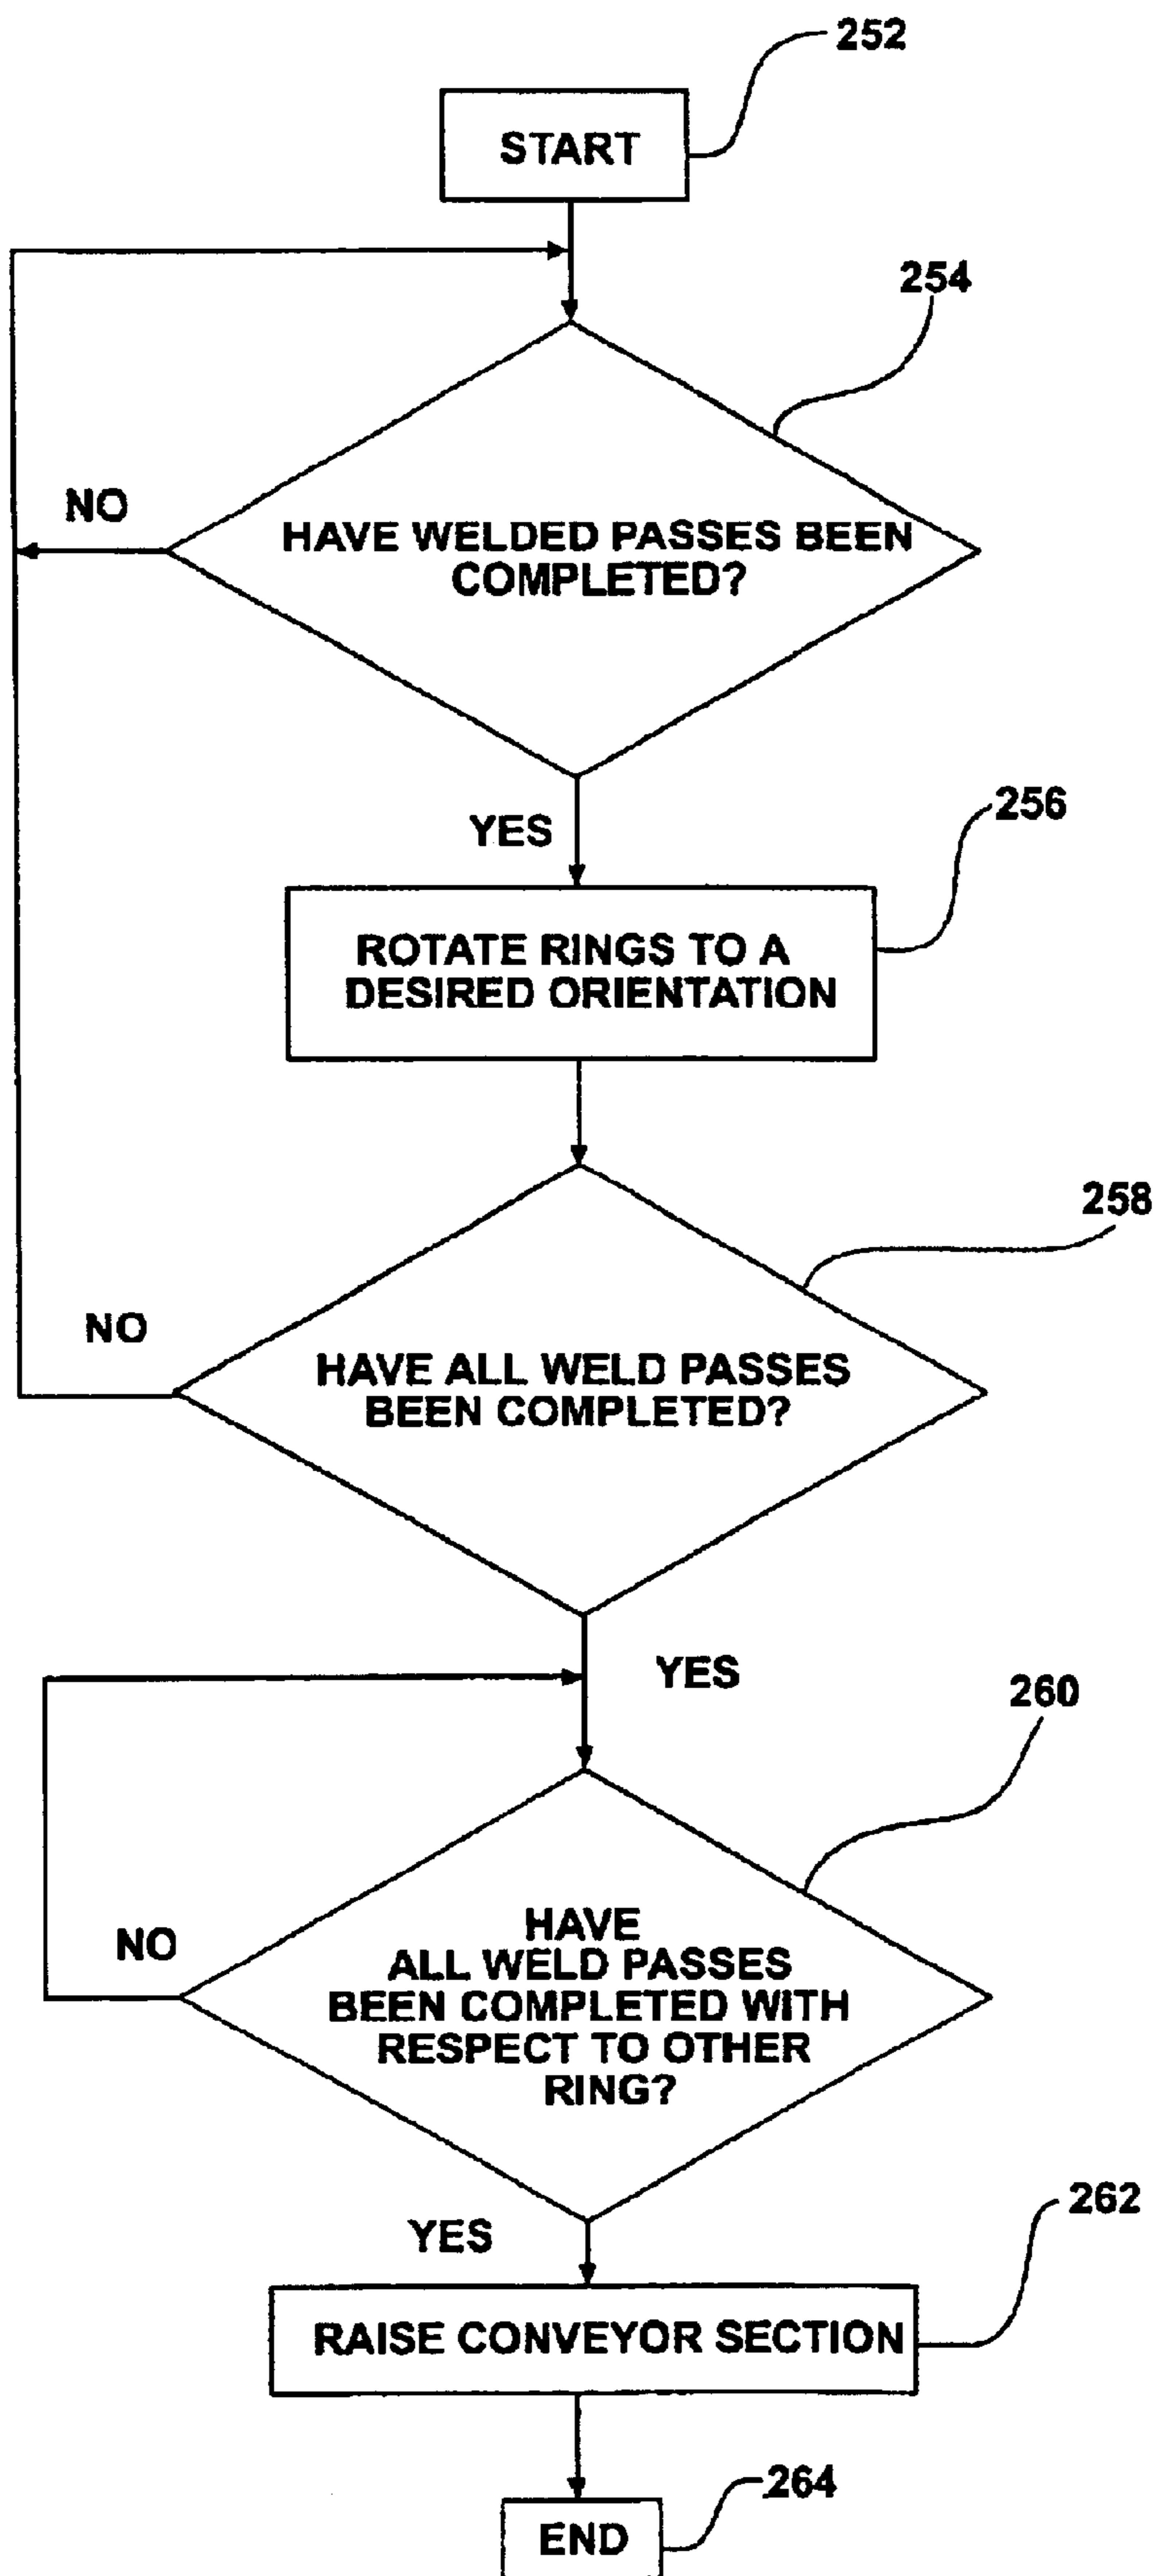 252
START
254
NO
HAVE WELDED PASSES BEEN
COMPLETED?
YES
256
ROTATE RINGS TO A
DESIRED ORIENTATION
258
NO
HAVE ALL WELD PASSES
BEEN COMPLETED?
YES
260
NO
HAVE
ALL WELD PASSES
BEEN COMPLETED WITH
RESPECT TO OTHER
RING?
YES
262
RAISE CONVEYOR SECTION
264
END